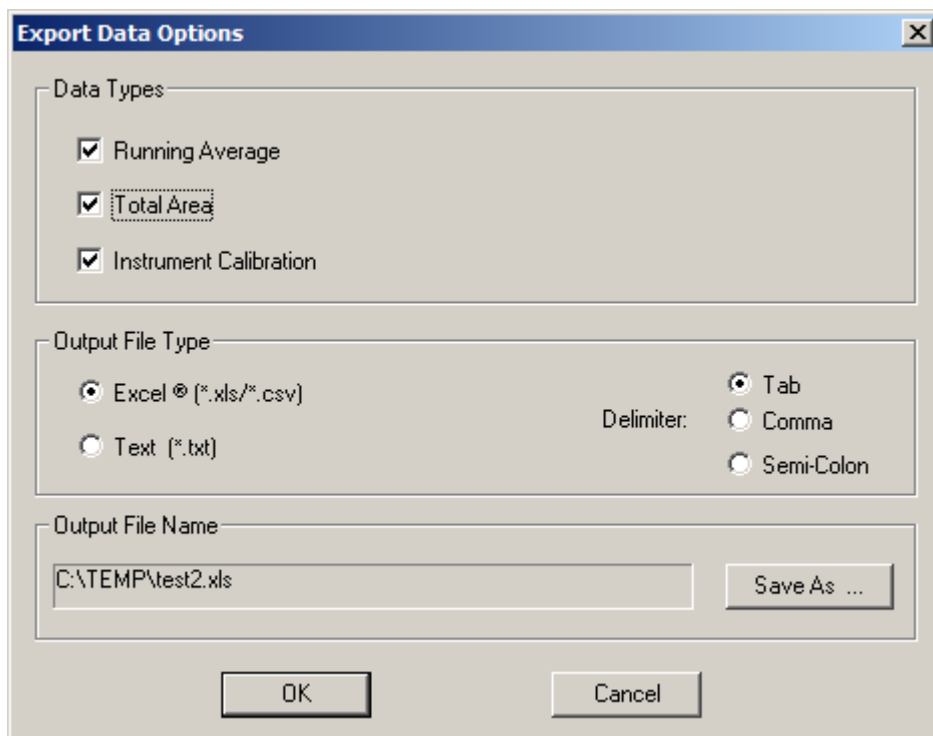 Export Data Options
Data Types
Running Average
Total Area
Instrument Calibration
Output File Type
Excel ® (*.xls/*.csv)
Text (*.txt)
Delimiter:
Tab
Comma
Semi-Colon
Output File Name
C:\TEMP\test2.xls
Save As ...
OK
Cancel